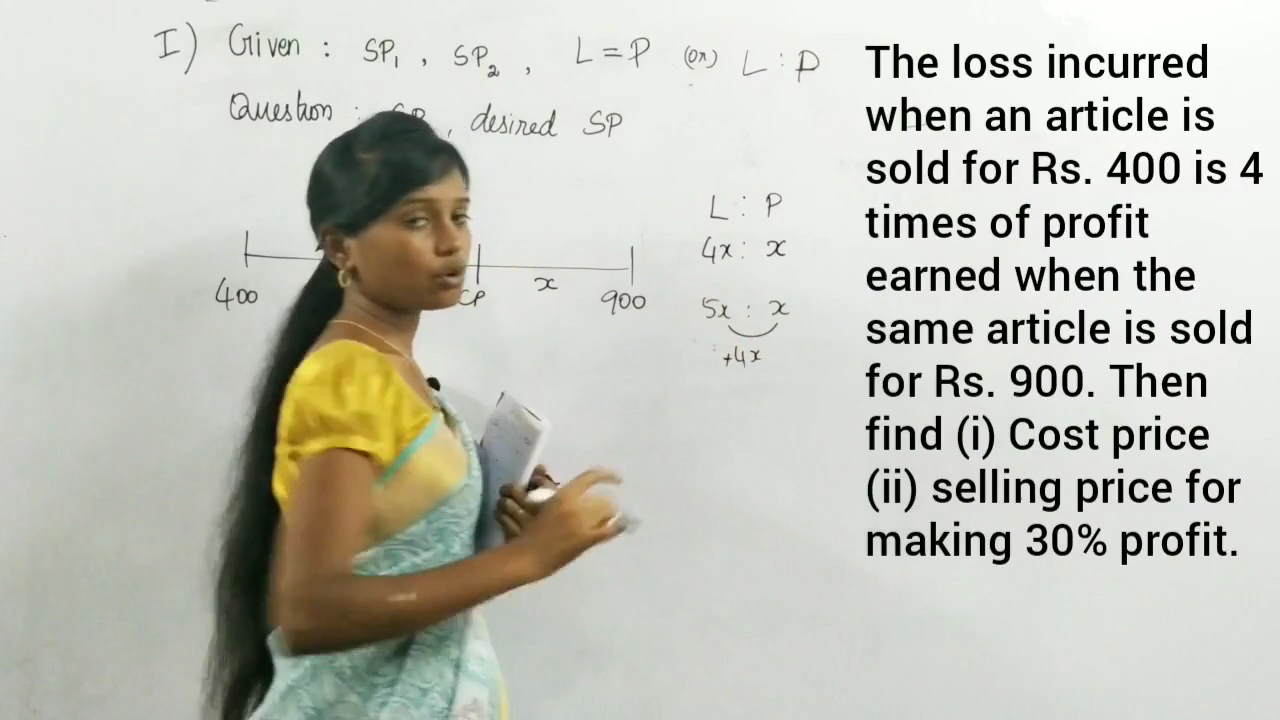 I) Given : SP₁ , SP₂ , L = P (or) L : P
Question : , desired SP
L : P
4x : x
400 CP x 900
5x : x
+4x
The loss incurred
when an article is
sold for Rs. 400 is 4
times of profit
earned when the
same article is sold
for Rs. 900. Then
find (i) Cost price
(ii) selling price for
making 30% profit.